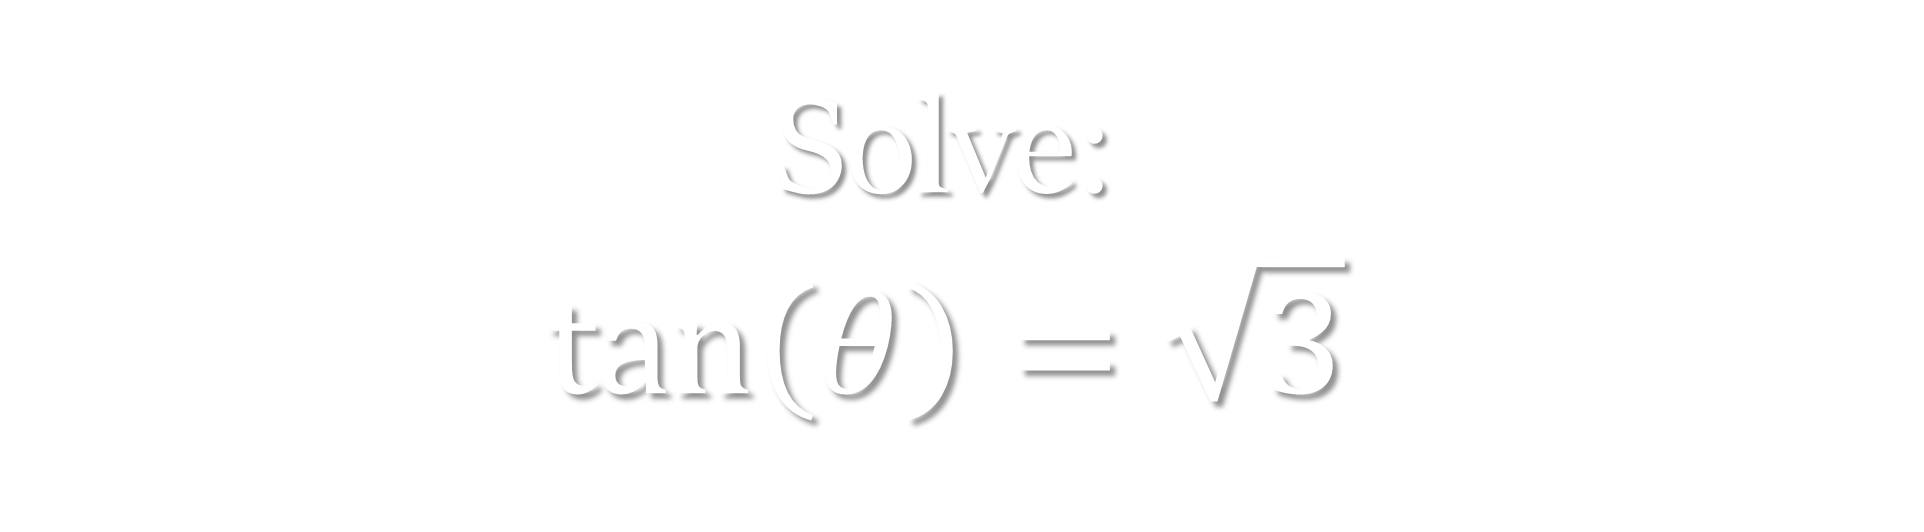 Solve:
tan(θ) = √3